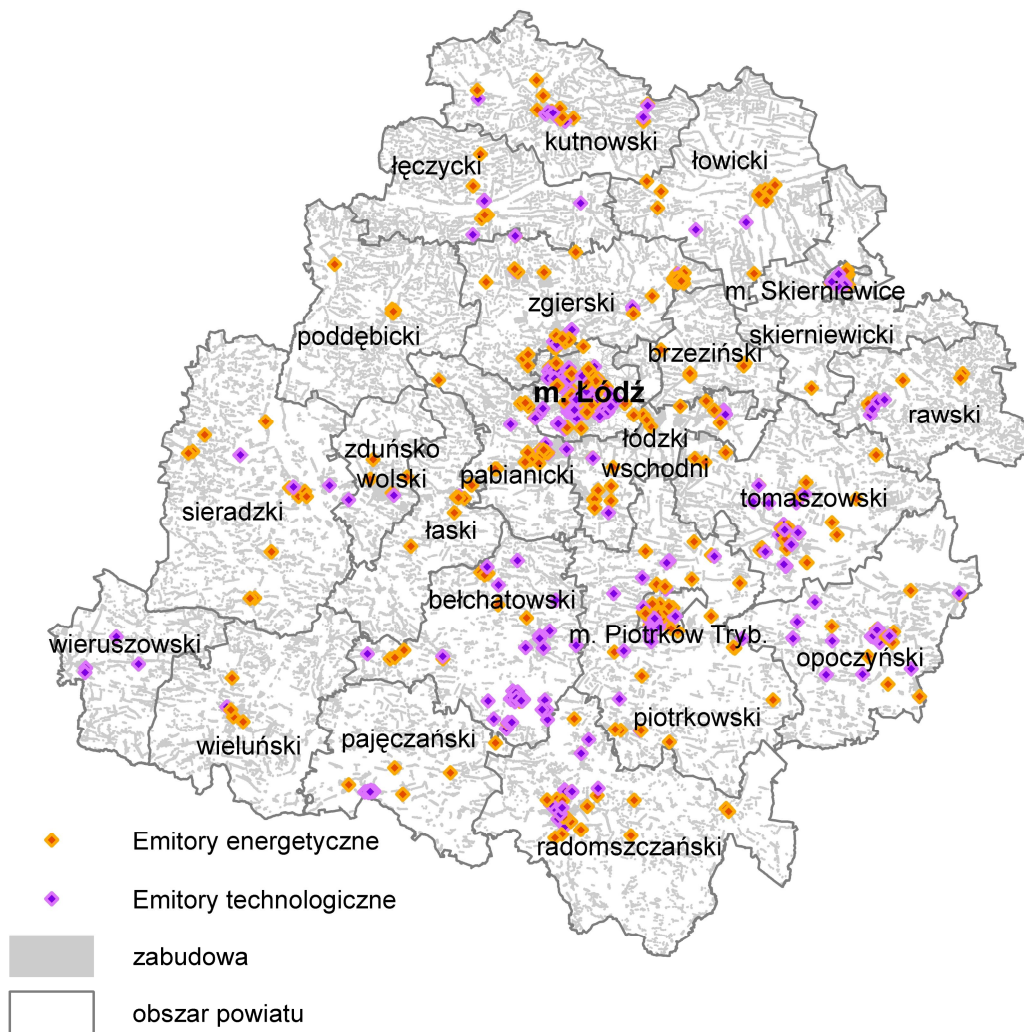 kutnowski
łowicki
łęczycki
m. Skierniewice
zgierski
skierniewicki
poddębicki
brzeziński
m. Łódź
rawski
łódzki
wschodni
zduńsko
wolski
pabianicki
tomaszowski
sieradzki
łaski
bełchatowski
m. Piotrków Tryb.
wieruszowski
opoczyński
piotrkowski
pajęczański
wieluński
radomszczański
Emitory energetyczne
Emitory technologiczne
zabudowa
obszar powiatu